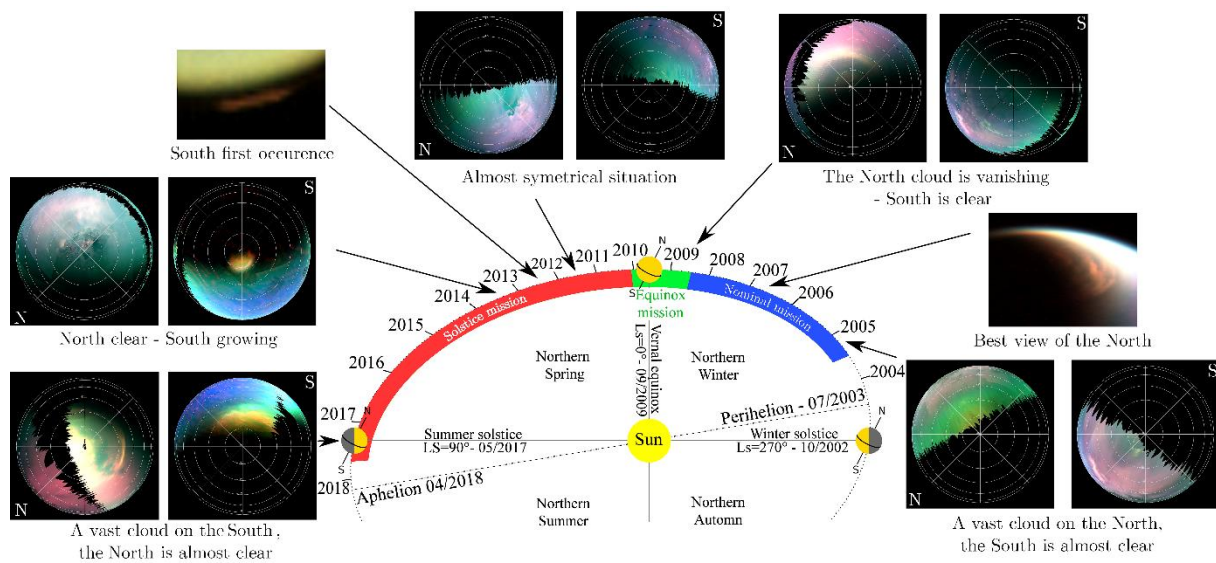 S
S
South first occurence
N
Almost symetrical situation
N
The North cloud is vanishing
- South is clear
S
N
North clear - South growing
Best view of the North
S
N
A vast cloud on the South,
the North is almost clear
S
N
A vast cloud on the North,
the South is almost clear
2004
2005
2006
2007
2008
2009
2010
2011
2012
2013
2014
2015
2016
2017
2018
N
S
N
S
N
S
Solstice mission
Equinox
mission
Nominal mission
Northern
Spring
Northern
Winter
Vernal equinox
Ls=0°- 09/2009
Perihelion - 07/2003
Summer solstice
LS=90°- 05/2017
Sun
Winter solstice
Ls=270° - 10/2002
Aphelion 04/2018
Northern
Summer
Northern
Automn